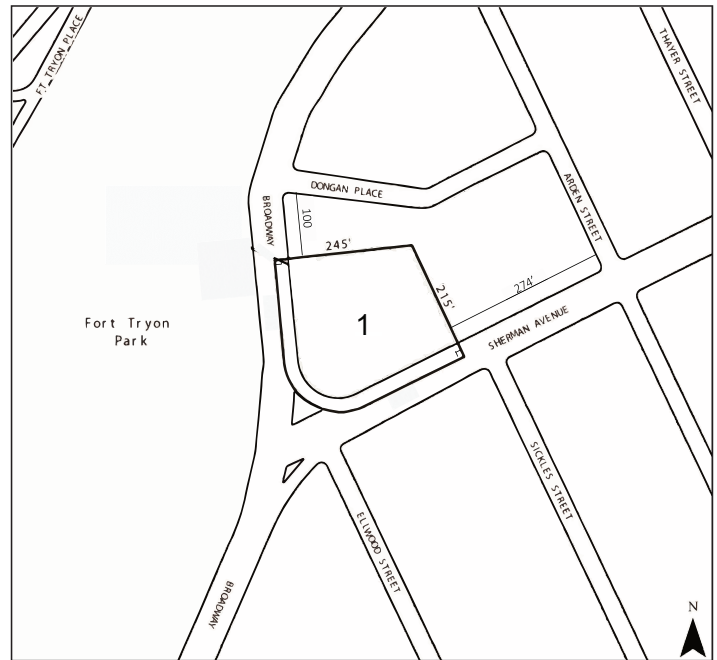 FT TRYON PLACE
THAYER STREET
DONGAN PLACE
BROADWAY
100
ARDEN STREET
245'
215'
274'
1
SHERMAN AVENUE
Fort Tryon
Park
SICKLES STREET
ELLWOOD STREET
BROADWAY
N